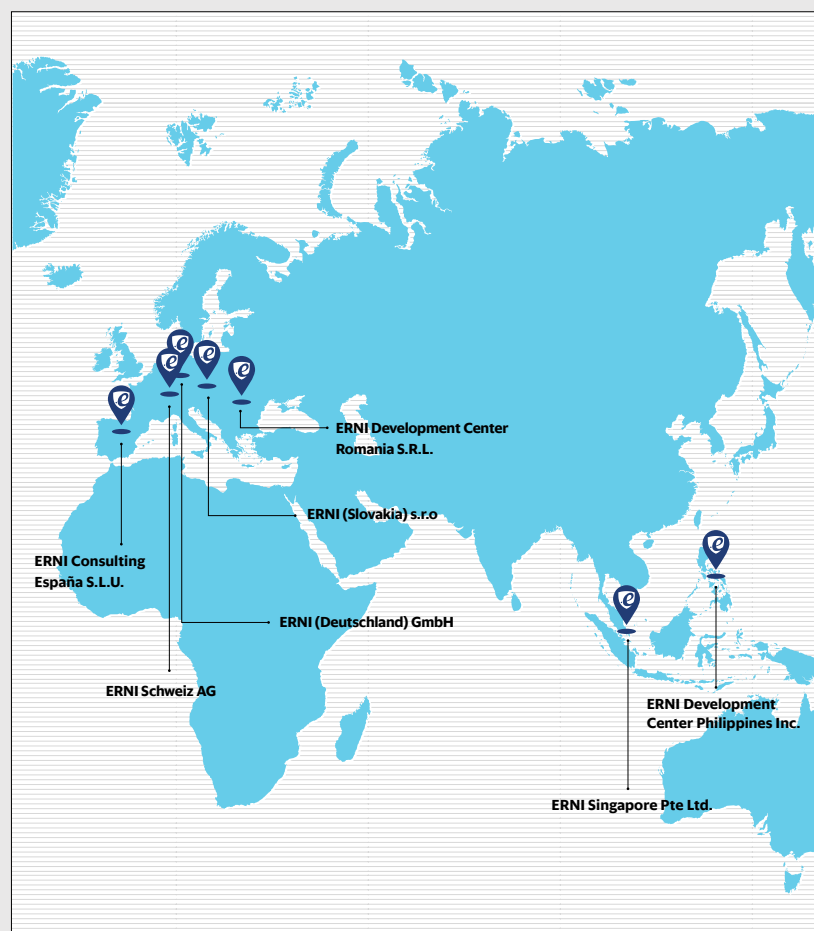 ERNI Development Center
Romania S.R.L.
ERNI (Slovakia) s.r.o
ERNI Consulting
España S.L.U.
ERNI (Deutschland) GmbH
ERNI Schweiz AG
ERNI Development
Center Philippines Inc.
ERNI Singapore Pte Ltd.